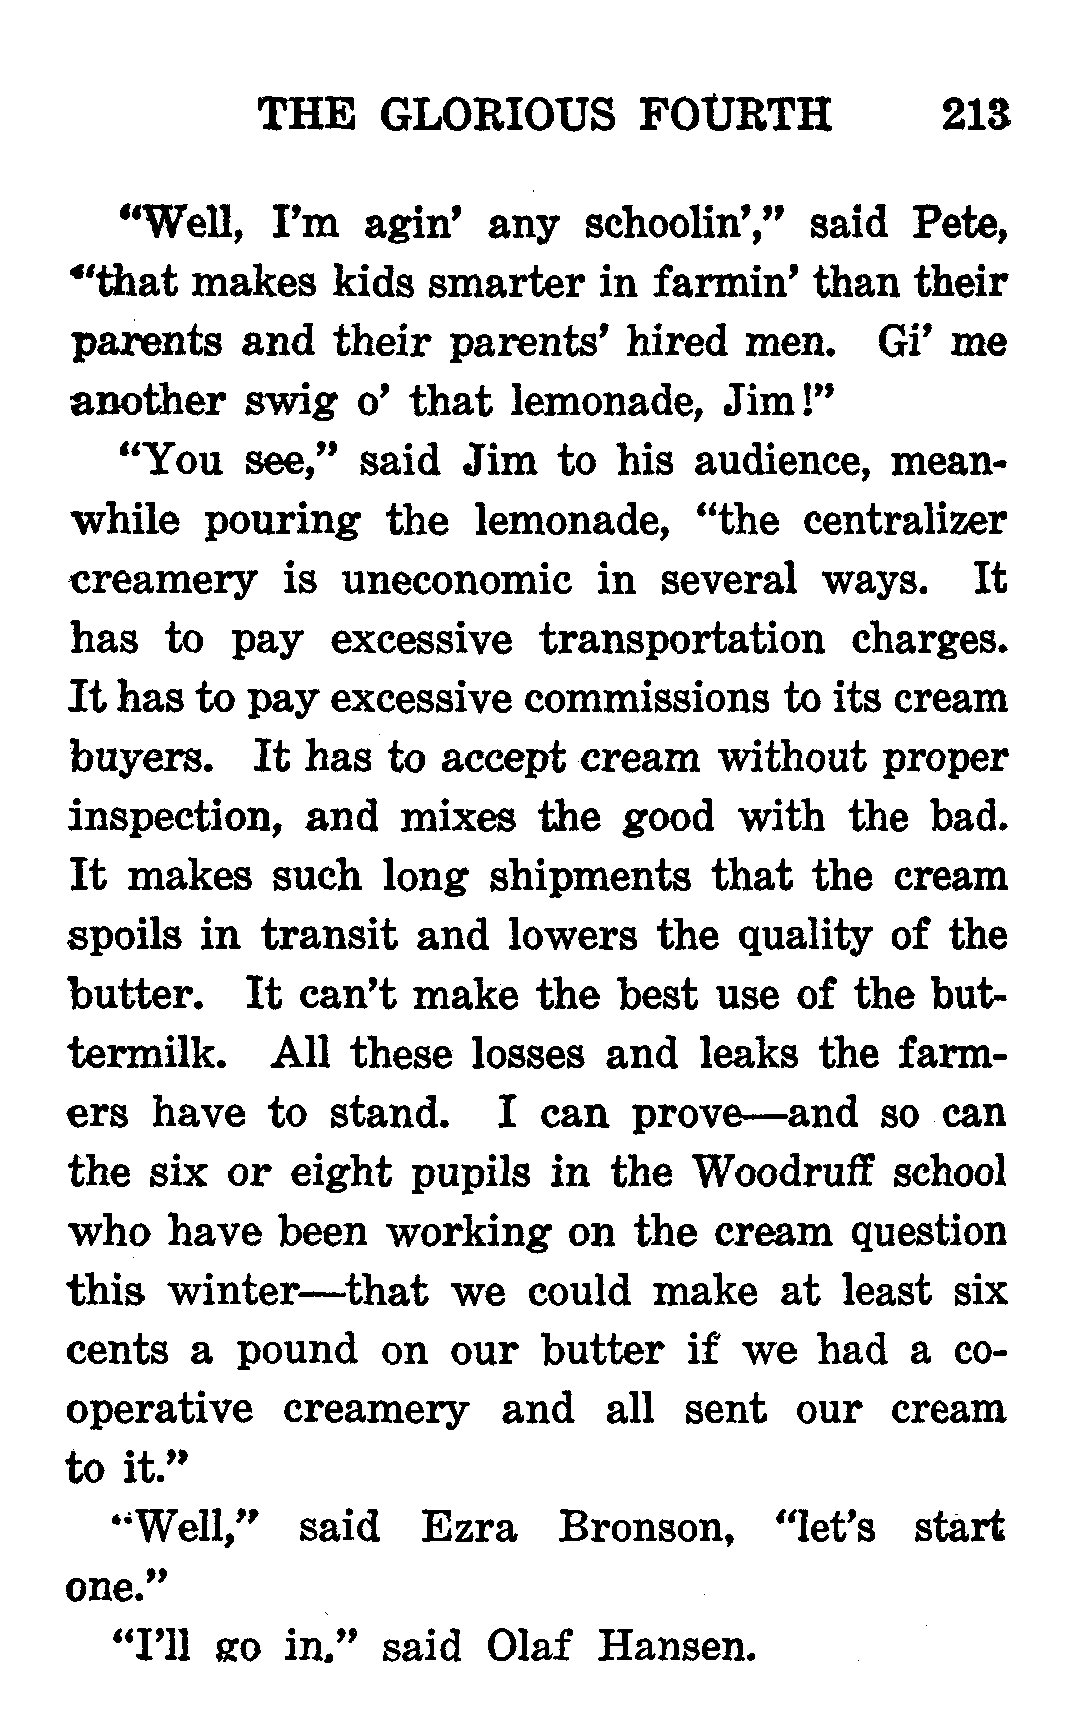 THE GLORIOUS FOURTH 213
“Well, I’m agin’ any schoolin’,” said Pete,
“that makes kids smarter in farmin’ than their
parents and their parents’ hired men. Gi’ me
another swig o’ that lemonade, Jim!”
“You see,” said Jim to his audience, mean-
while pouring the lemonade, “the centralizer
creamery is uneconomic in several ways. It
has to pay excessive transportation charges.
It has to pay excessive commissions to its cream
buyers. It has to accept cream without proper
inspection, and mixes the good with the bad.
It makes such long shipments that the cream
spoils in transit and lowers the quality of the
butter. It can’t make the best use of the but-
termilk. All these losses and leaks the farm-
ers have to stand. I can prove—and so can
the six or eight pupils in the Woodruff school
who have been working on the cream question
this winter—that we could make at least six
cents a pound on our butter if we had a co-
operative creamery and all sent our cream
to it.”
“Well,” said Ezra Bronson, “let’s start
one.”
“I’ll go in,” said Olaf Hansen.